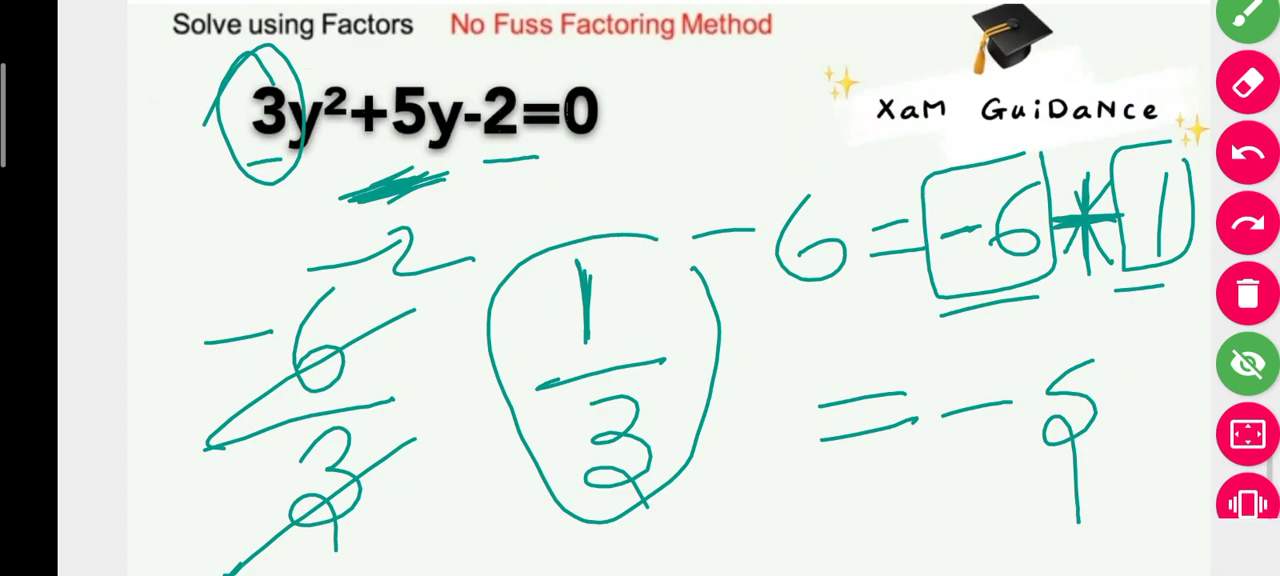 Solve using Factors No Fuss Factoring Method
3y²+5y-2=0
XaM GuiDaNce
-6=-6*1
-2
-6
3
1
3
=-5